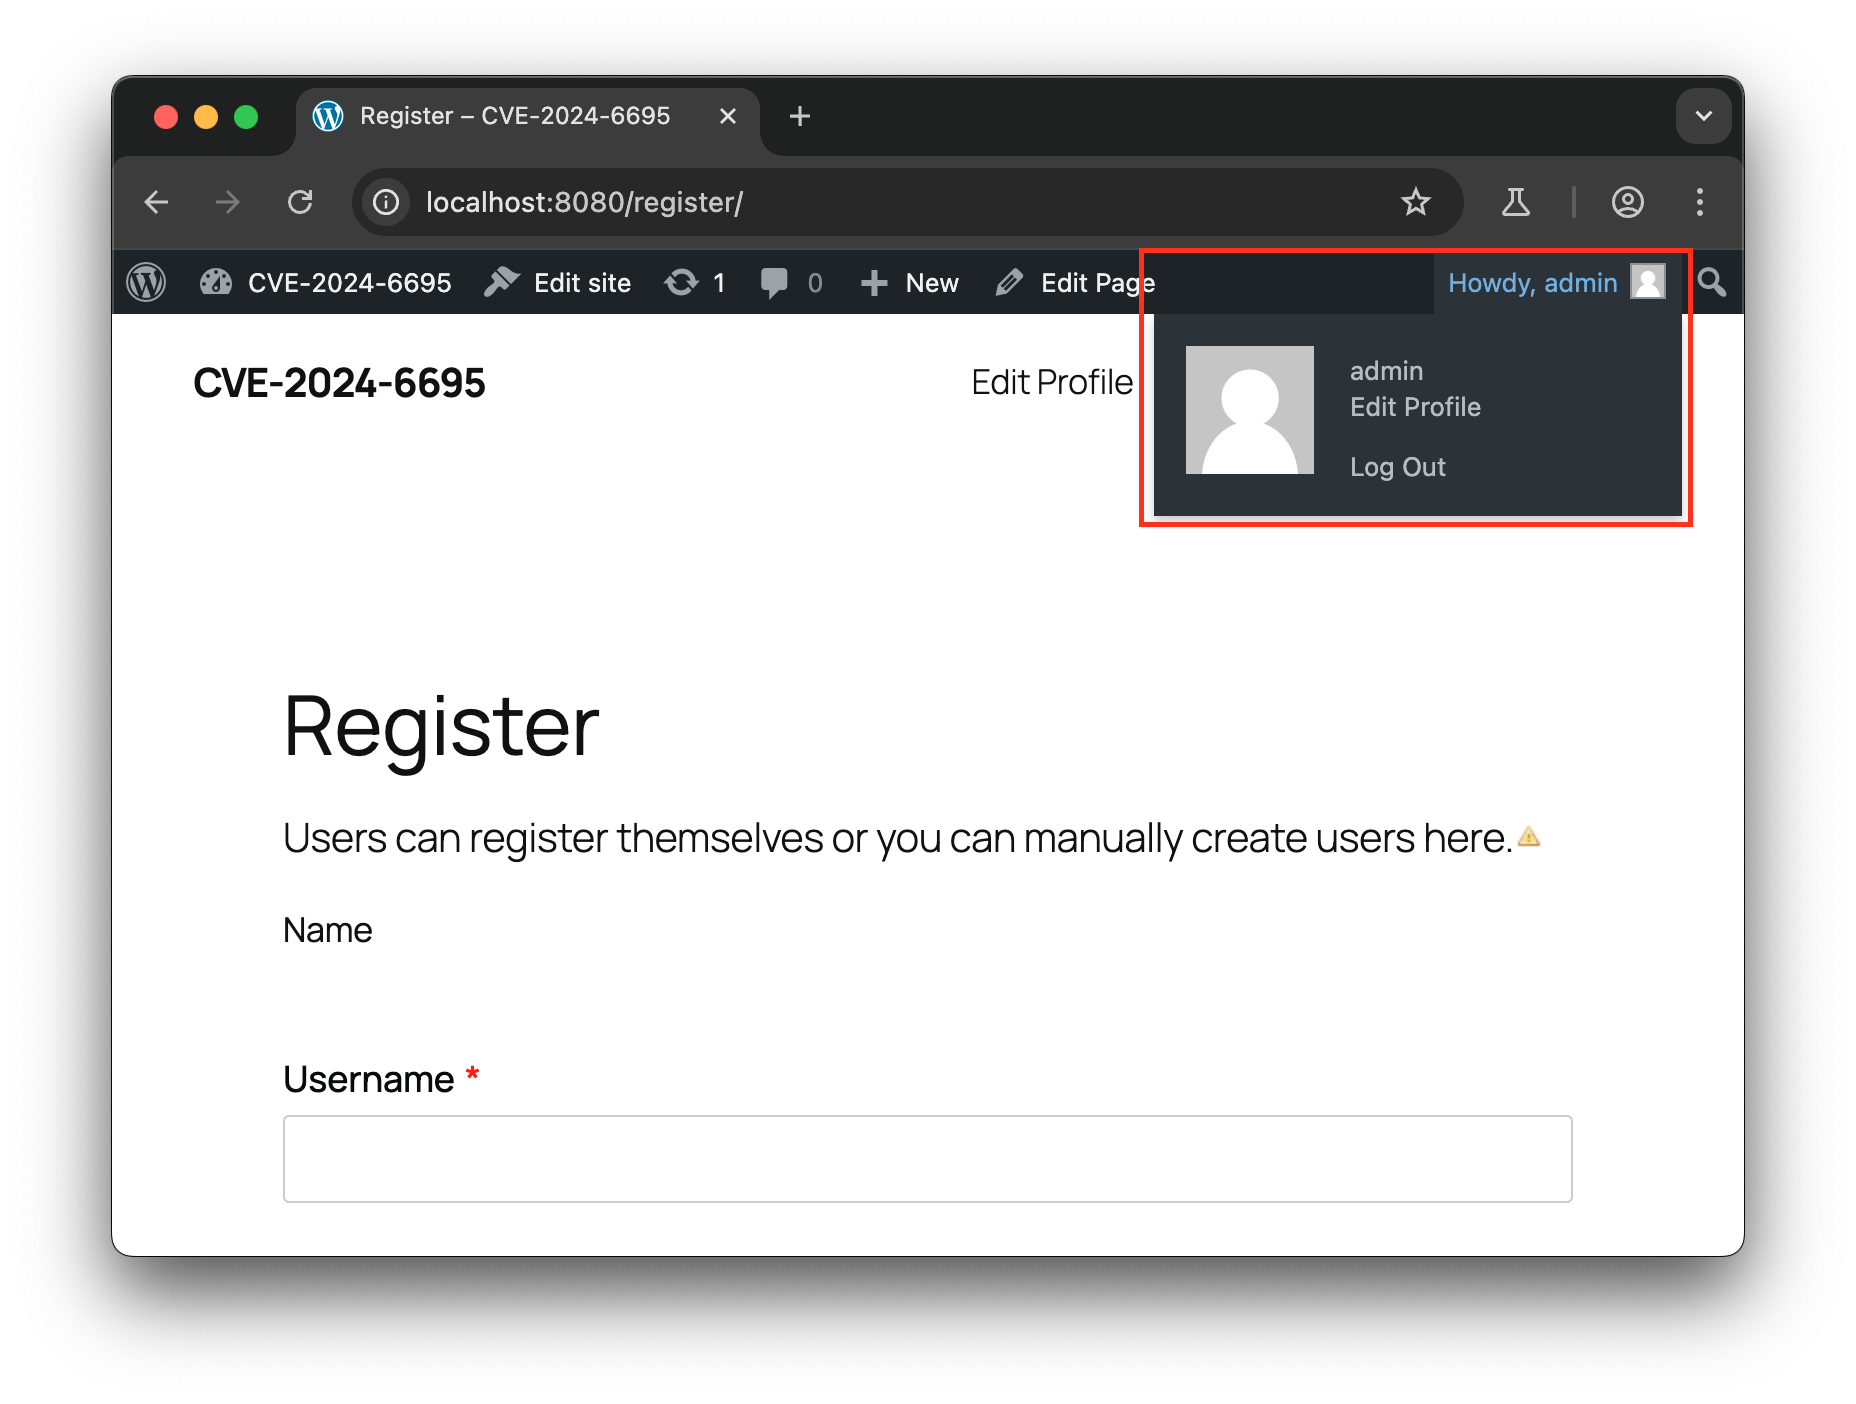 Register – CVE-2024-6695
localhost:8080/register/
CVE-2024-6695 Edit site 1 0 New Edit Page Howdy, admin
CVE-2024-6695 Edit Profile
admin
Edit Profile
Log Out
Register
Users can register themselves or you can manually create users here.
Name
Username *